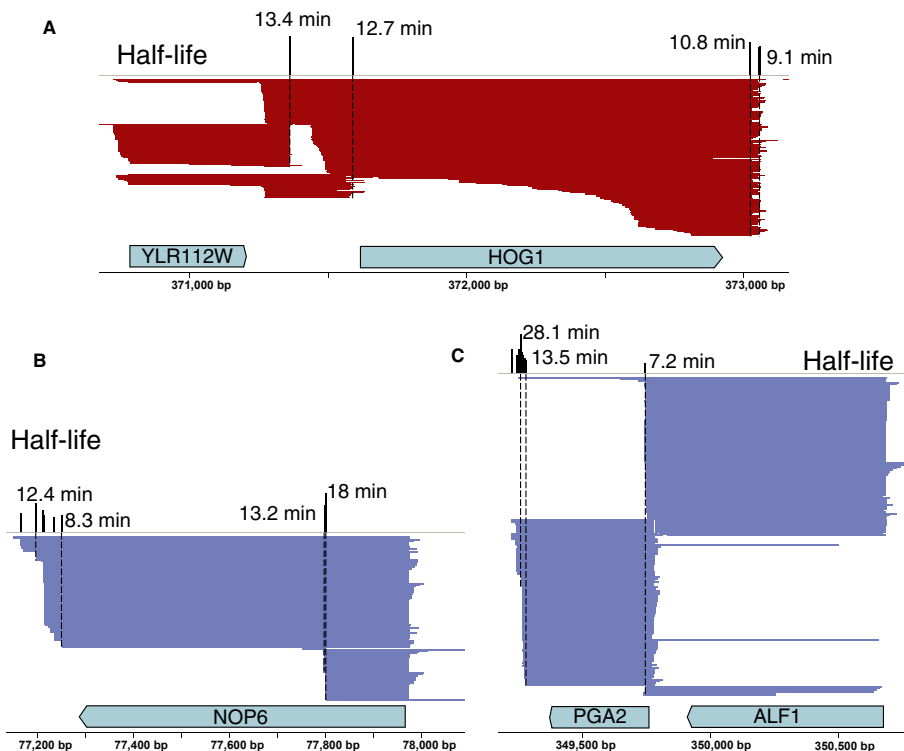 A
Half-life
13.4 min
12.7 min
10.8 min
9.1 min
YLR112W
HOG1
371,000 bp
372,000 bp
373,000 bp
B
Half-life
12.4 min
8.3 min
13.2 min
18 min
NOP6
77,200 bp
77,400 bp
77,600 bp
77,800 bp
78,000 bp
C
28.1 min
13.5 min
7.2 min
Half-life
PGA2
ALF1
349,500 bp
350,000 bp
350,500 bp